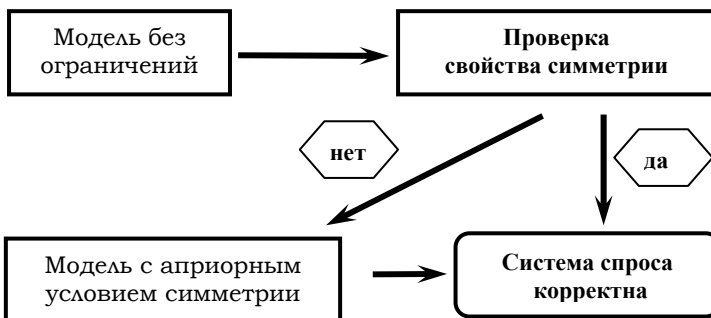 Модель без
ограничений
Проверка
свойства симметрии
нет
да
Модель с априорным
условием симметрии
Система спроса
корректна